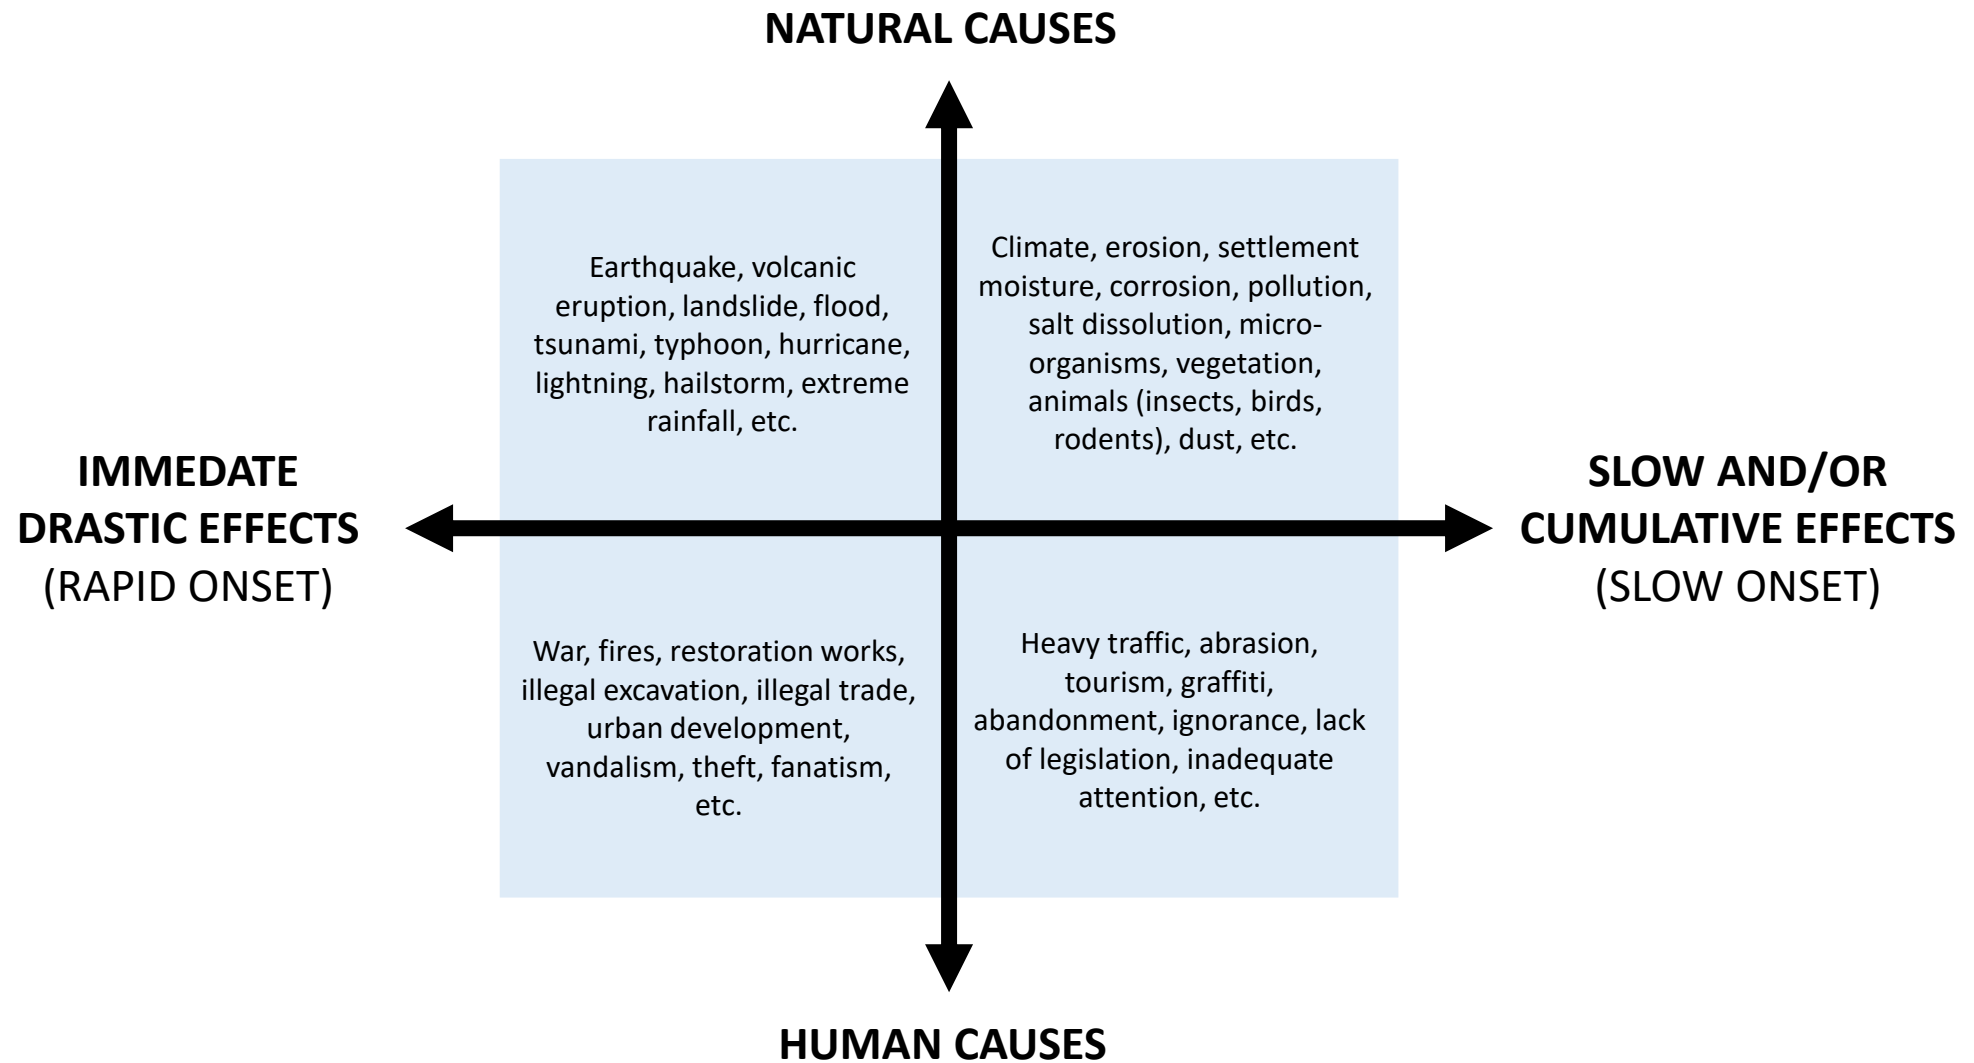 NATURAL CAUSES
Earthquake, volcanic
eruption, landslide, flood,
tsunami, typhoon, hurricane,
lightning, hailstorm, extreme
rainfall, etc.
Climate, erosion, settlement
moisture, corrosion, pollution,
salt dissolution, micro-
organisms, vegetation,
animals (insects, birds,
rodents), dust, etc.
IMMEDATE
DRASTIC EFFECTS
(RAPID ONSET)
SLOW AND/OR
CUMULATIVE EFFECTS
(SLOW ONSET)
War, fires, restoration works,
illegal excavation, illegal trade,
urban development,
vandalism, theft, fanatism,
etc.
Heavy traffic, abrasion,
tourism, graffiti,
abandonment, ignorance, lack
of legislation, inadequate
attention, etc.
HUMAN CAUSES